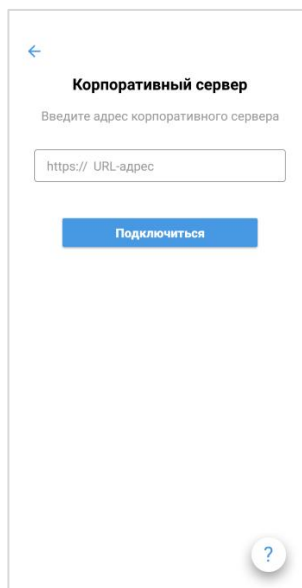 Корпоративный сервер
Введите адрес корпоративного сервера
https:// URL-адрес
Подключиться
?